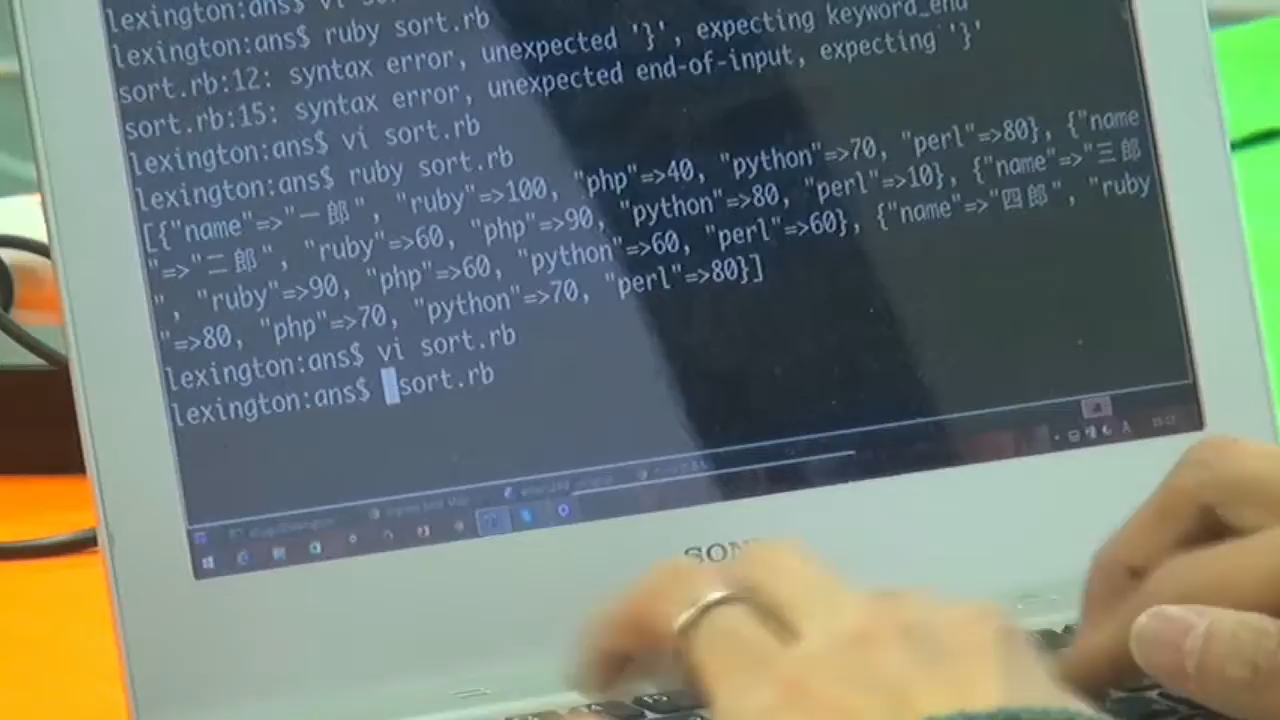 lexington:ans$ vi sor
lexington:ans$ ruby sort.rb
sort.rb:12: syntax error, unexpected '}', expecting keyword_end
sort.rb:15: syntax error, unexpected end-of-input, expecting '}'
lexington:ans$ vi sort.rb
lexington:ans$ ruby sort.rb
[{"name"=>"一郎", "ruby"=>100, "php"=>40, "python"=>70, "perl"=>80}, {"name
"=>"二郎", "ruby"=>60, "php"=>90, "python"=>80, "perl"=>10}, {"name"=>"三郎
", "ruby"=>90, "php"=>60, "python"=>60, "perl"=>60}, {"name"=>"四郎", "ruby
"=>80, "php"=>70, "python"=>70, "perl"=>80}]
lexington:ans$ vi sort.rb
lexington:ans$ sort.rb
SONY